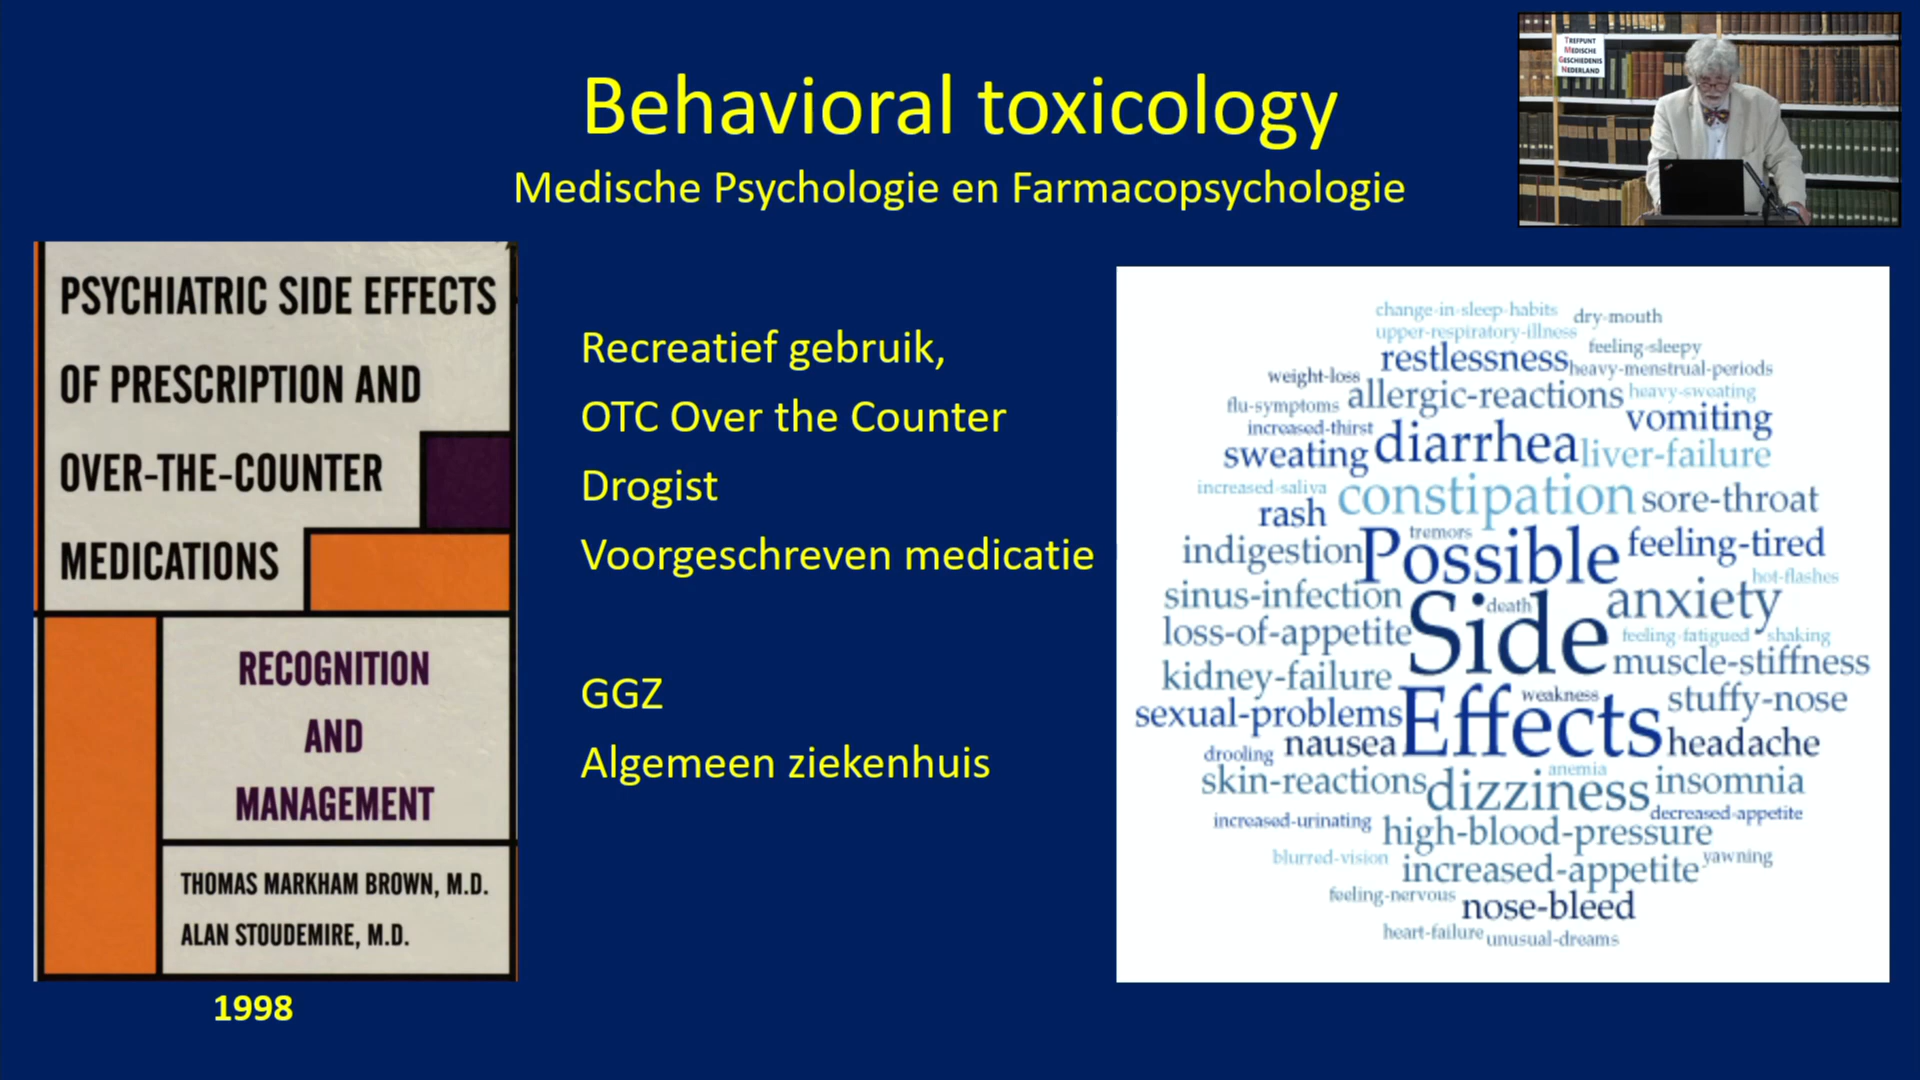 Behavioral toxicology
Medische Psychologie en Farmacopsychologie
TREFPUNT
MEDISCHE
GESCHIEDENIS
NEDERLAND
PSYCHIATRIC SIDE EFFECTS
OF PRESCRIPTION AND
OVER-THE-COUNTER
MEDICATIONS
RECOGNITION
AND
MANAGEMENT
THOMAS MARKHAM BROWN, M.D.
ALAN STOUDEMIRE, M.D.
1998
Recreatief gebruik,
OTC Over the Counter
Drogist
Voorgeschreven medicatie
GGZ
Algemeen ziekenhuis
change-in-sleep-habits dry-mouth
upper-respiratory-illness feeling-sleepy
restlessness heavy-menstrual-periods
weight-loss
allergic-reactions heavy-sweating
flu-symptoms vomiting
increased-thirst
sweating diarrhea liver-failure
increased-saliva constipation sore-throat
rash
tremors
indigestion Possible feeling-tired
hot-flashes
sinus-infection death anxiety
loss-of-appetite Side feeling-fatigued shaking
kidney-failure muscle-stiffness
weakness stuffy-nose
sexual-problems Effects
drooling nausea headache
anemia
skin-reactions dizziness insomnia
increased-urinating decreased-appetite
high-blood-pressure
blurred-vision increased-appetite yawning
feeling-nervous nose-bleed
heart-failure unusual-dreams